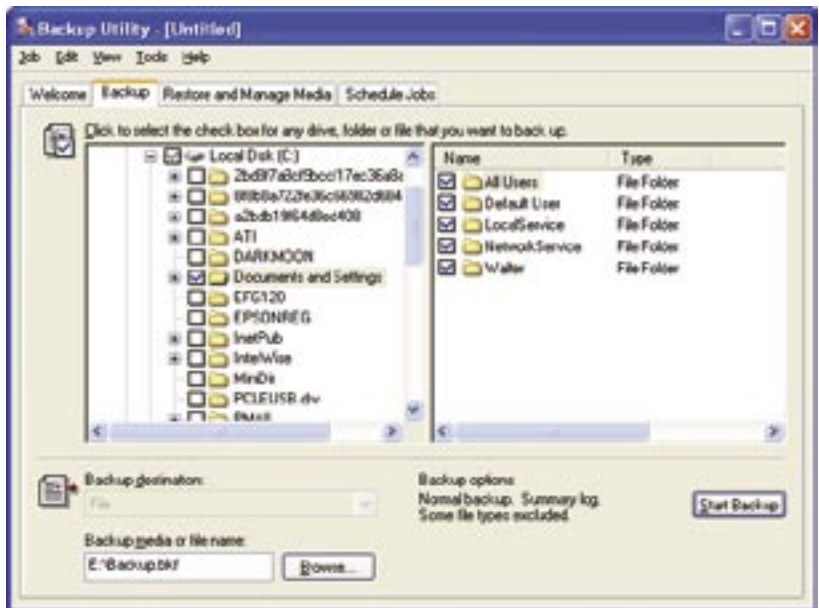 Backup Utility - [Untitled]
Job Edit View Tools Help
Welcome Backup Restore and Manage Media Schedule Jobs
Click to select the check box for any drive, folder or file that you want to back up.
Local Disk (C:)
ATI
DARKMOON
Documents and Settings
EFG120
EPSONREG
InetPub
InteWise
MiniDir
PCLEUSB.drv
PMAIL
Name Type
All Users File Folder
Default User File Folder
LocalService File Folder
NetworkService File Folder
Walter File Folder
Backup destination:
File
Backup media or file name:
E:\Backup.bkf
Browse...
Backup options:
Normal backup. Summary log.
Some file types excluded.
Start Backup